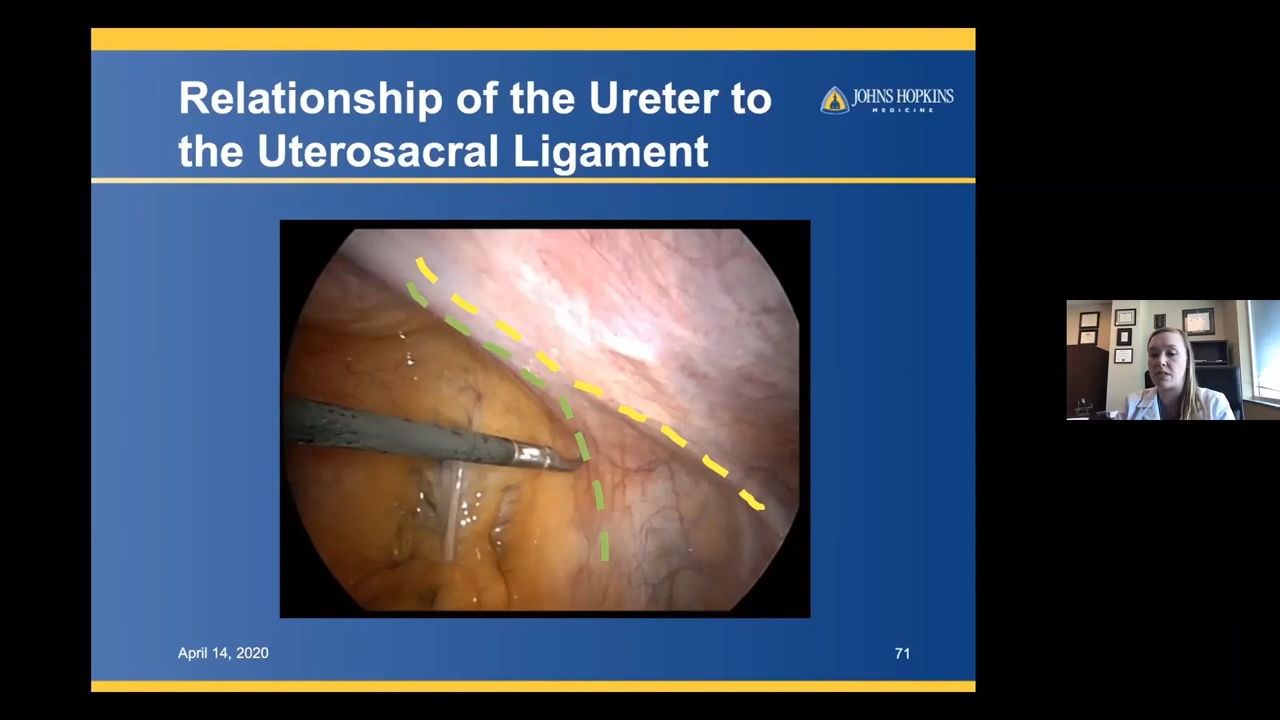 Relationship of the Ureter to
the Uterosacral Ligament
JOHNS HOPKINS
MEDICINE
April 14, 2020
71